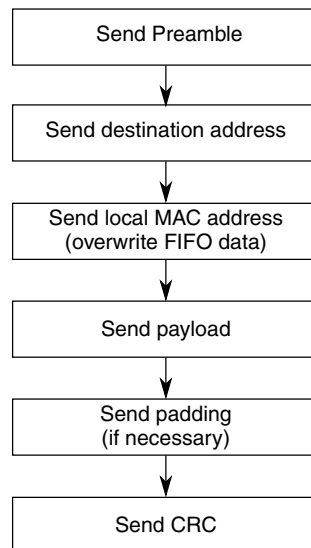 Send Preamble
Send destination address
Send local MAC address
(overwrite FIFO data)
Send payload
Send padding
(if necessary)
Send CRC